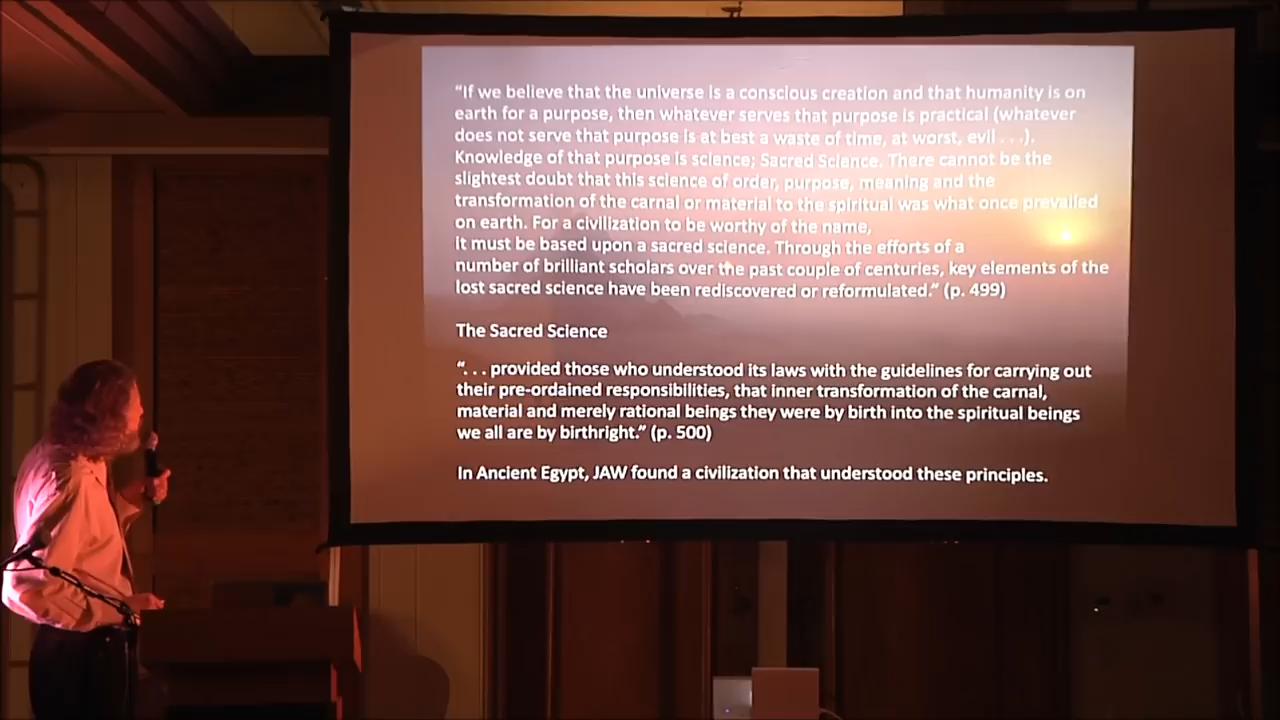 “If we believe that the universe is a conscious creation and that humanity is on
earth for a purpose, then whatever serves that purpose is practical (whatever
does not serve that purpose is at best a waste of time, at worst, evil . . .).
Knowledge of that purpose is science; Sacred Science. There cannot be the
slightest doubt that this science of order, purpose, meaning and the
transformation of the carnal or material to the spiritual was what once prevailed
on earth. For a civilization to be worthy of the name,
it must be based upon a sacred science. Through the efforts of a
number of brilliant scholars over the past couple of centuries, key elements of the
lost sacred science have been rediscovered or reformulated.” (p. 499)
The Sacred Science
“. . . provided those who understood its laws with the guidelines for carrying out
their pre-ordained responsibilities, that inner transformation of the carnal,
material and merely rational beings they were by birth into the spiritual beings
we all are by birthright.” (p. 500)
In Ancient Egypt, JAW found a civilization that understood these principles.